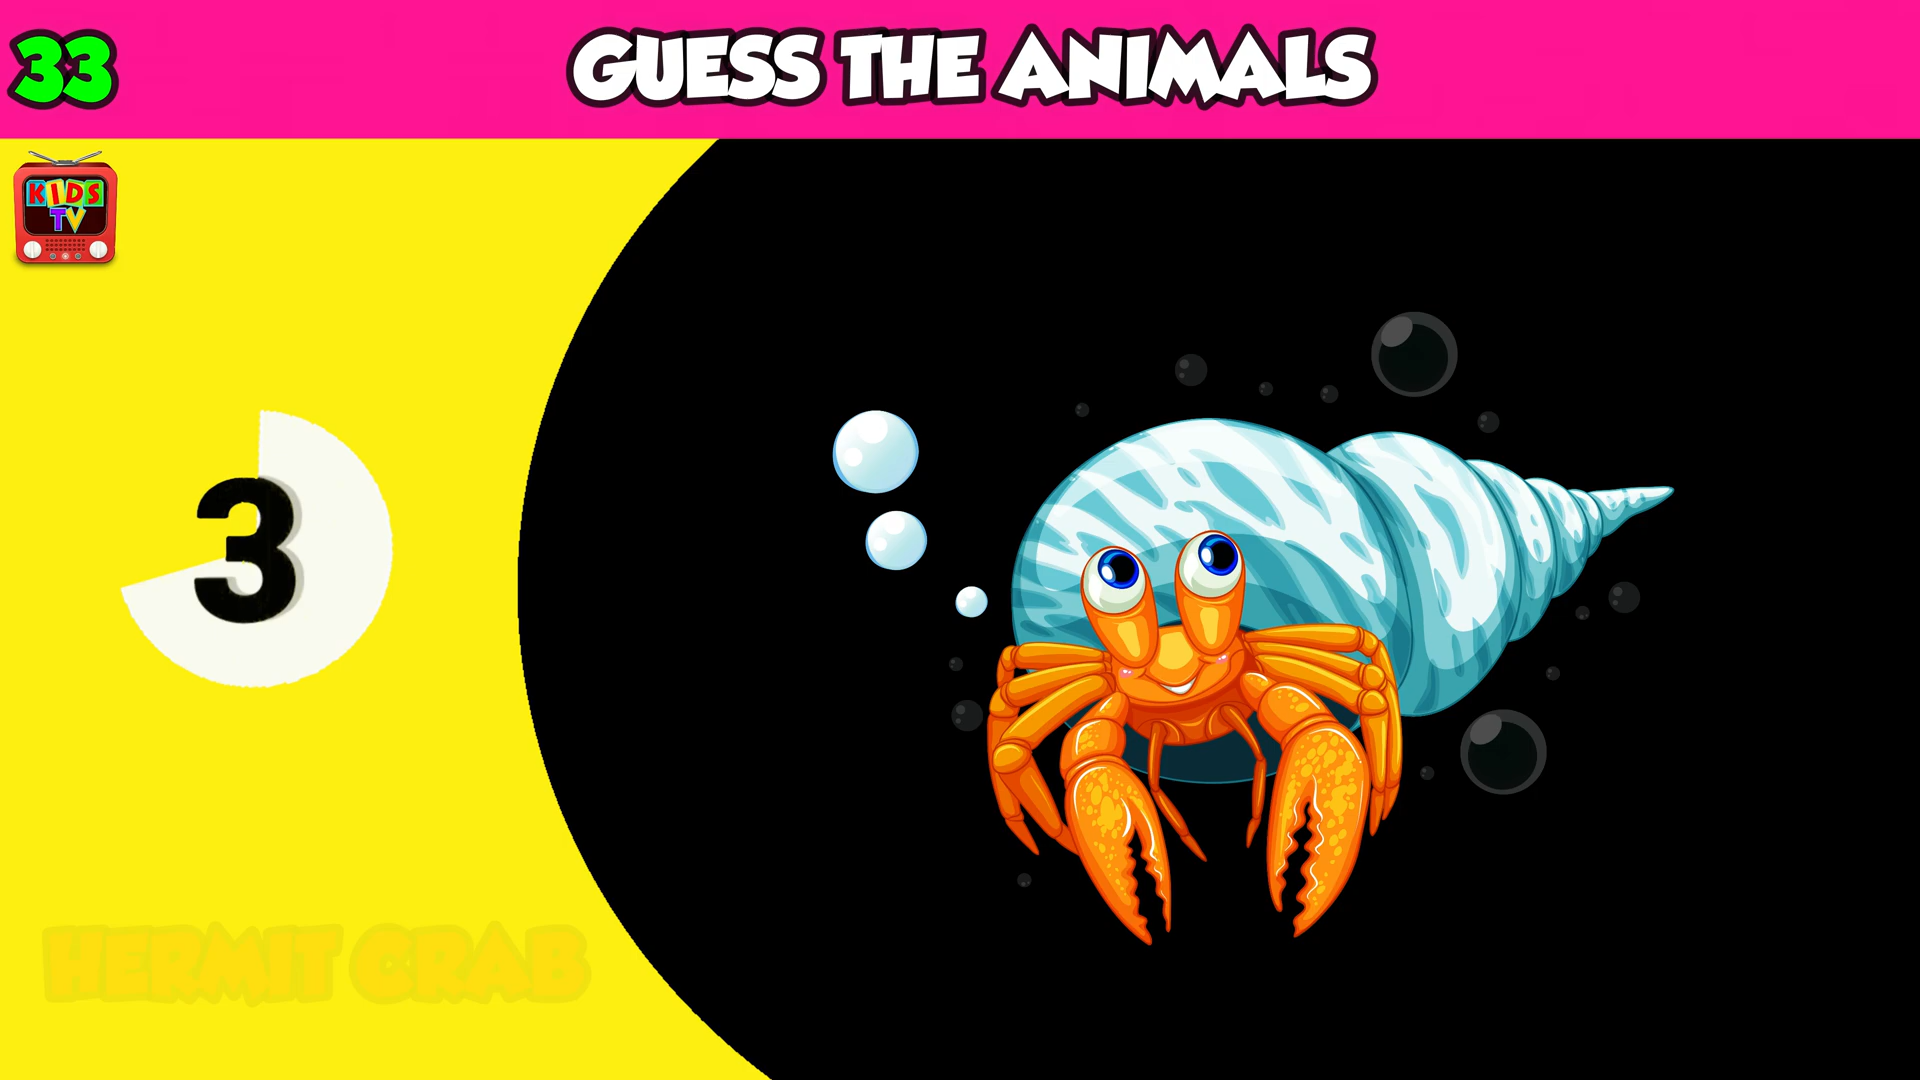 33
GUESS THE ANIMALS
KIDS
TV
3
HERMIT CRAB